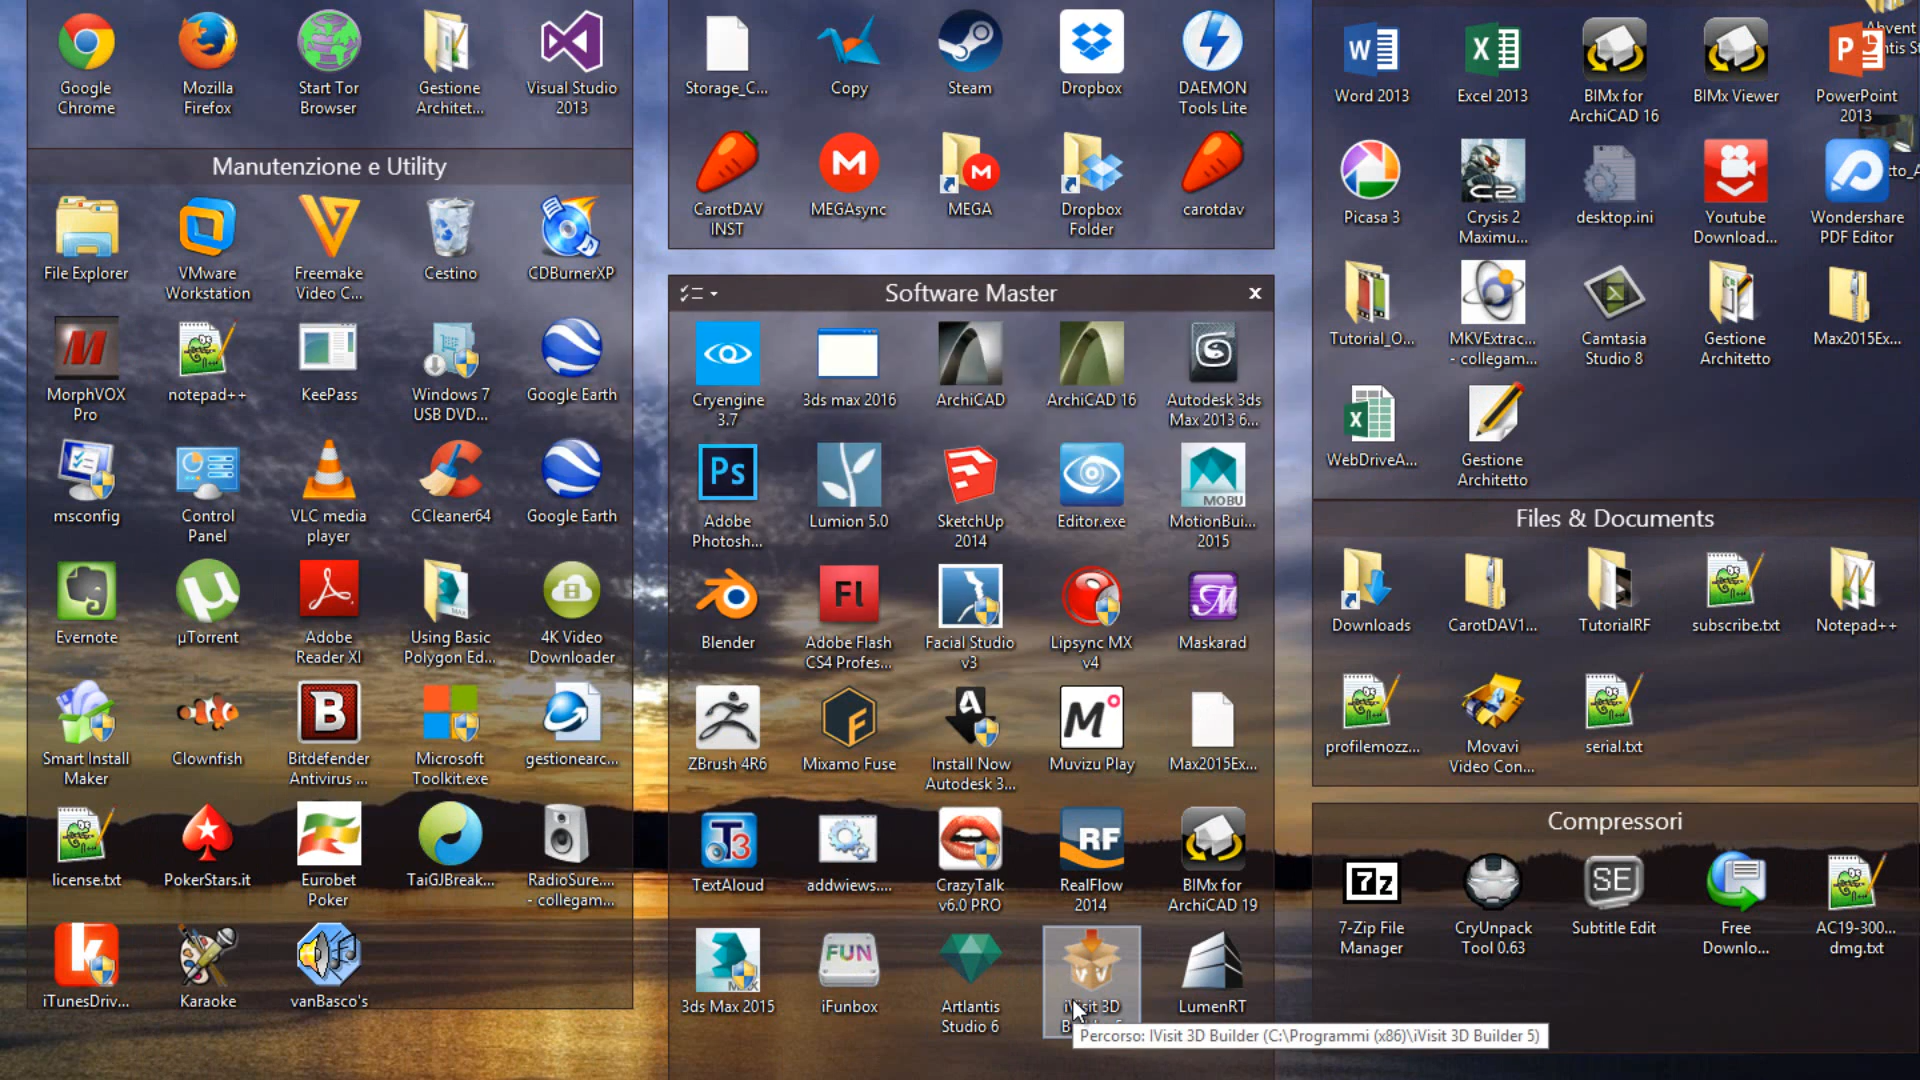 Google
Chrome
Mozilla
Firefox
Start Tor
Browser
Gestione
Architet...
Visual Studio
2013
Manutenzione e Utility
File Explorer
VMware
Workstation
Freemake
Video C...
Cestino
CDBurnerXP
MorphVOX
Pro
notepad++
KeePass
Windows 7
USB DVD...
Google Earth
msconfig
Control
Panel
VLC media
player
CCleaner64
Google Earth
Evernote
µTorrent
Adobe
Reader XI
MAX
Using Basic
Polygon Ed...
4K Video
Downloader
Smart Install
Maker
Clownfish
B
Bitdefender
Antivirus ...
Microsoft
Toolkit.exe
gestionearc...
license.txt
PokerStars.it
Eurobet
Poker
TaiGJBreak...
RadioSure....
- collegam...
k
iTunesDriv...
Karaoke
vanBasco's
Storage_C...
Copy
Steam
Dropbox
DAEMON
Tools Lite
CarotDAV
INST
M
MEGAsync
M
MEGA
Dropbox
Folder
carotdav
Software Master
x
Cryengine
3.7
3ds max 2016
ArchiCAD
ArchiCAD 16
Autodesk 3ds
Max 2013 6...
Ps
Adobe
Photosh...
Lumion 5.0
SketchUp
2014
Editor.exe
MOBU
MotionBui...
2015
Blender
Fl
Adobe Flash
CS4 Profes...
Facial Studio
v3
Lipsync MX
v4
M
Maskarad
ZBrush 4R6
F
Mixamo Fuse
A
Install Now
Autodesk 3...
M
Muvizu Play
Max2015Ex...
T3
TextAloud
addwiews....
CrazyTalk
v6.0 PRO
RF
RealFlow
2014
BIMx for
ArchiCAD 19
MAX
3ds Max 2015
FUN
iFunbox
Artlantis
Studio 6
iVisit 3D
LumenRT
Percorso: IVisit 3D Builder (C:\Programmi (x86)\iVisit 3D Builder 5)
W
Word 2013
X
Excel 2013
BIMx for
ArchiCAD 16
BIMx Viewer
P
PowerPoint
2013
Picasa 3
C2
Crysis 2
Maximu...
desktop.ini
Youtube
Download...
Wondershare
PDF Editor
Tutorial_O...
MKVExtrac...
- collegam...
Camtasia
Studio 8
Gestione
Architetto
Max2015Ex...
X
WebDriveA...
Gestione
Architetto
Files & Documents
Downloads
CarotDAV1...
TutorialRF
subscribe.txt
Notepad++
profilemozz...
Movavi
Video Con...
serial.txt
Compressori
7z
7-Zip File
Manager
CryUnpack
Tool 0.63
SE
Subtitle Edit
Free
Downlo...
AC19-300...
dmg.txt